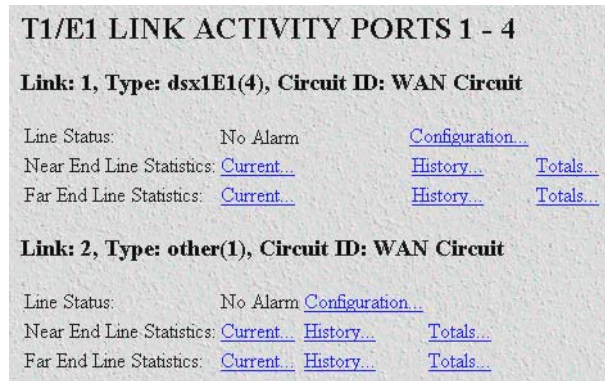 T1/E1 LINK ACTIVITY PORTS 1 - 4
Link: 1, Type: dsx1E1(4), Circuit ID: WAN Circuit
Line Status: No Alarm Configuration...
Near End Line Statistics: Current... History... Totals...
Far End Line Statistics: Current... History... Totals...
Link: 2, Type: other(1), Circuit ID: WAN Circuit
Line Status: No Alarm Configuration...
Near End Line Statistics: Current... History... Totals...
Far End Line Statistics: Current... History... Totals...